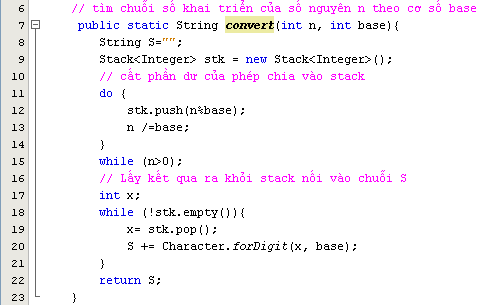 6 // tìm chuỗi số khai triển của số nguyên n theo cơ số base
7 public static String convert(int n, int base){
8 String S="";
9 Stack<Integer> stk = new Stack<Integer>();
10 // cất phần dư của phép chia vào stack
11 do {
12 stk.push(n%base);
13 n /=base;
14 }
15 while (n>0);
16 // Lấy kết qua ra khỏi stack nối vào chuỗi S
17 int x;
18 while (!stk.empty()){
19 x= stk.pop();
20 S += Character.forDigit(x, base);
21 }
22 return S;
23 }